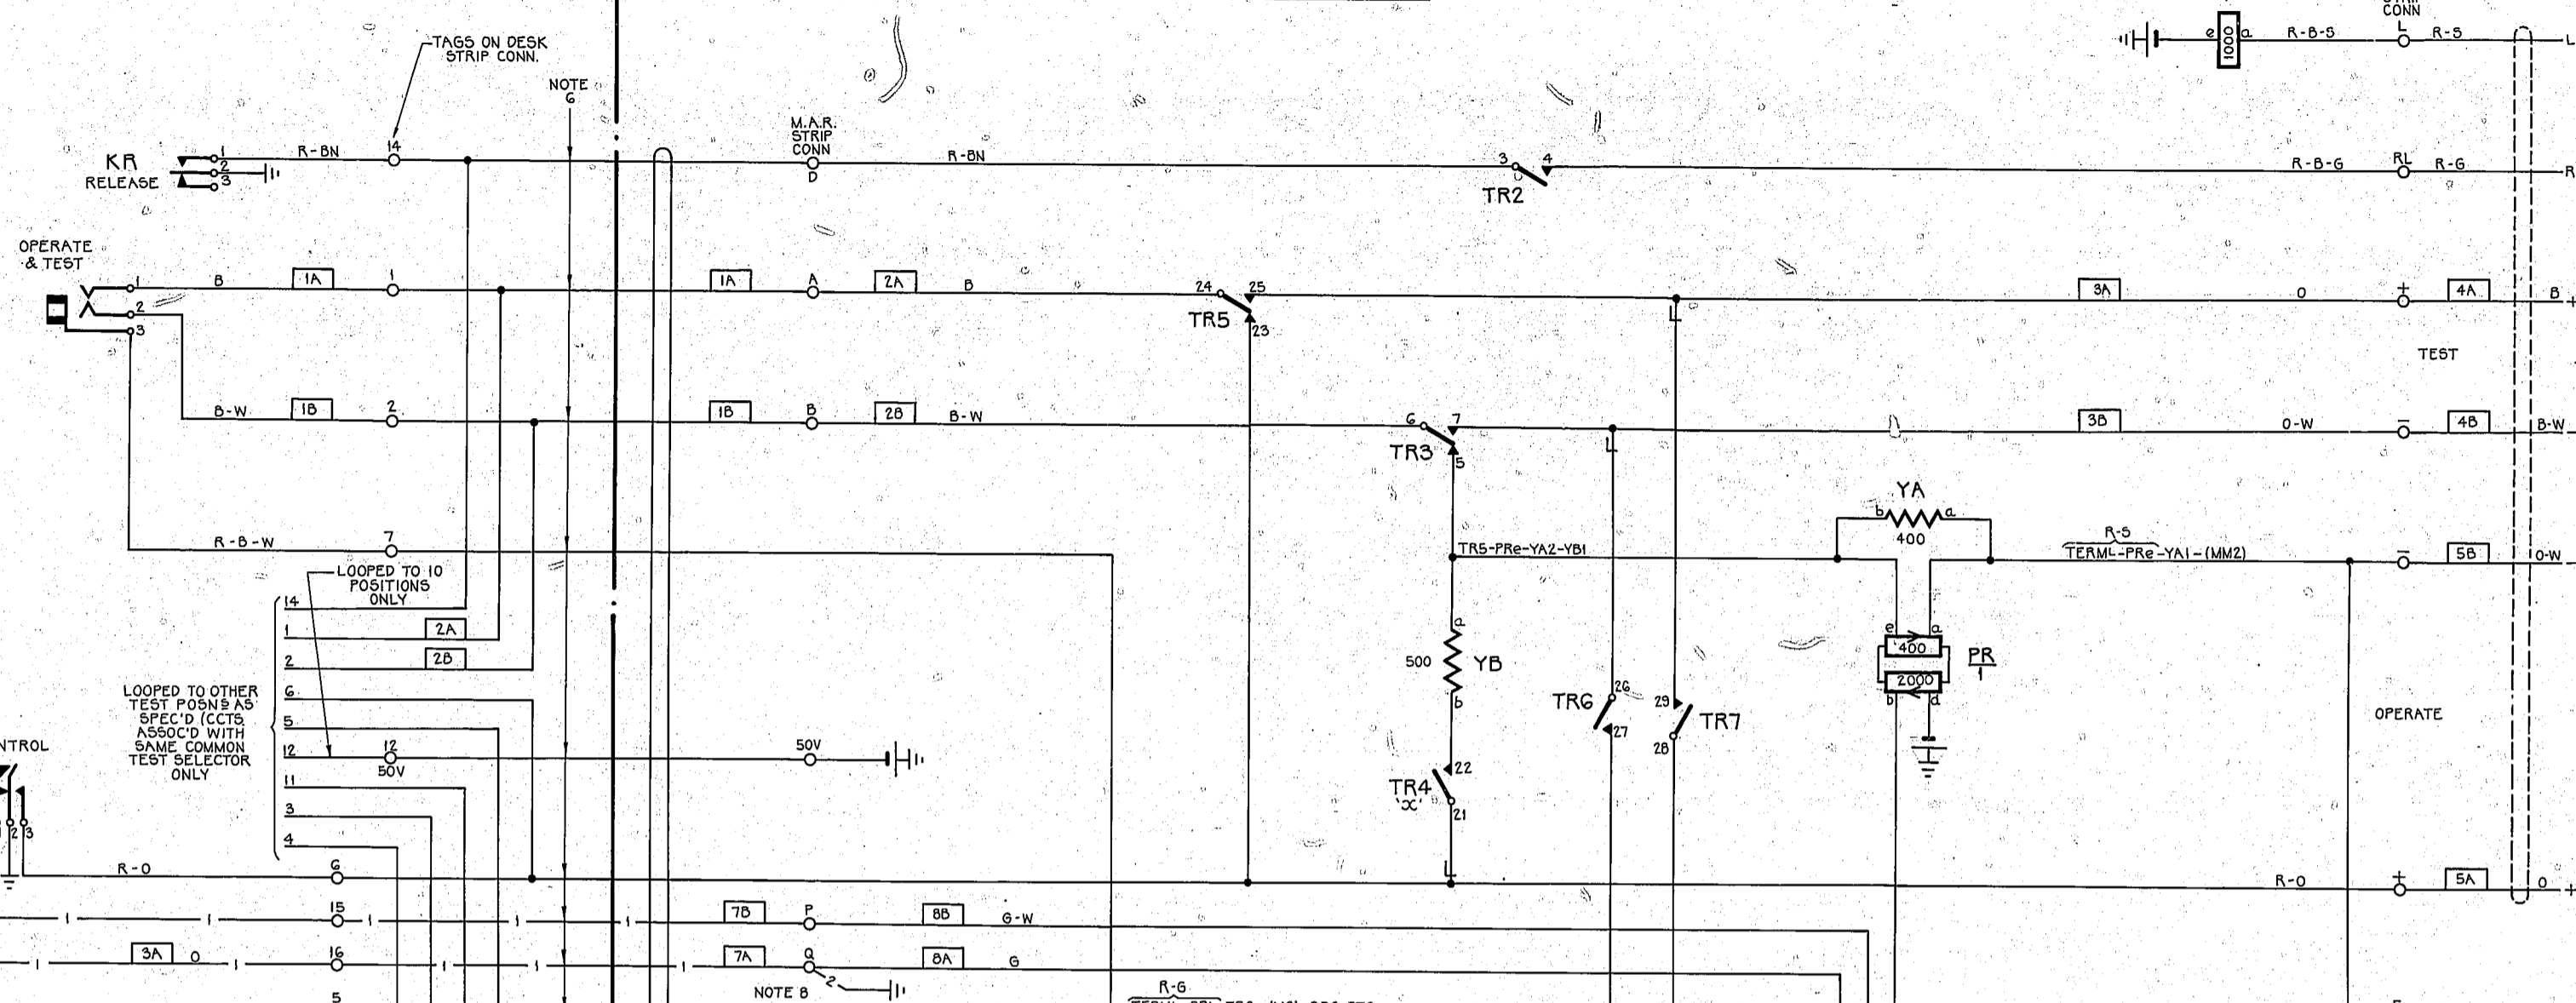 CONN
e 1000 a R-B-S L R-S L
TAGS ON DESK
STRIP CONN.
NOTE
6
M.A.R.
STRIP
CONN
D
KR
RELEASE
1
2
3
R-BN
14
R-BN
3
4
TR2
R-B-G
RL
R-G
R
OPERATE
& TEST
1
2
3
B
1A
1
1A
A
2A
B
24
25
23
TR5
3A
O
+
4A
B
+
TEST
B-W
1B
2
1B
B
2B
B-W
6
7
5
TR3
3B
O-W
–
4B
B-W
YA
b
a
400
R-B-W
7
TR5-PRe-YA2-YB1
R-S
TERML-PRe-YA1-(MM2)
–
5B
O-W
LOOPED TO 10
POSITIONS
ONLY
14
1
2A
2
2B
6
5
12
11
3
4
LOOPED TO OTHER
TEST POSNS AS
SPEC'D (CCTS
ASSOC'D WITH
SAME COMMON
TEST SELECTOR
ONLY
12
50V
50V
a
500
YB
b
22
TR4
'X'
21
TR6
26
27
29
28
TR7
e
a
400
2000
b
d
PR
1
OPERATE
NTROL
2
3
R-O
6
R-O
+
5A
O
+
15
7B
P
8B
G-W
3A
O
16
7A
Q
8A
G
2
NOTE 8
5
R-G